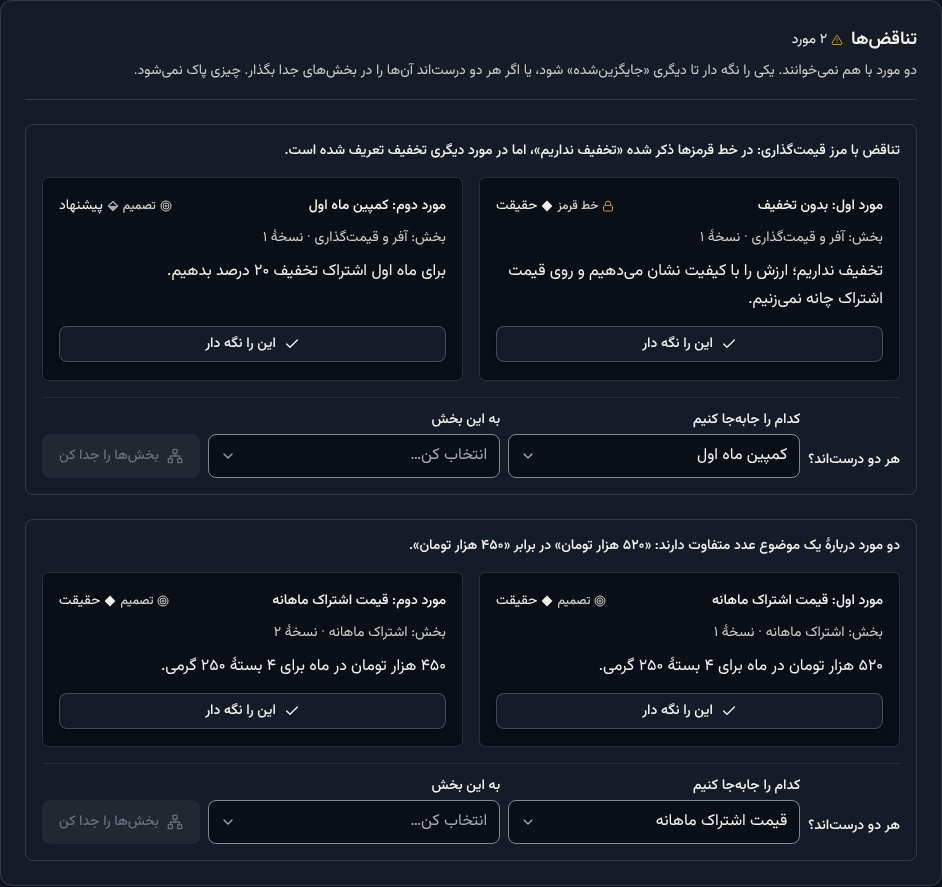 تناقض‌ها ۲ مورد
دو مورد با هم نمی‌خوانند. یکی را نگه دار تا دیگری «جایگزین‌شده» شود، یا اگر هر دو درست‌اند آن‌ها را در بخش‌های جدا بگذار. چیزی پاک نمی‌شود.
تناقض با مرز قیمت‌گذاری: در خط قرمزها ذکر شده «تخفیف نداریم»، اما در مورد دیگری تخفیف تعریف شده است.
مورد اول: بدون تخفیف خط قرمز حقیقت
بخش: آفر و قیمت‌گذاری · نسخهٔ ۱
تخفیف نداریم؛ ارزش را با کیفیت نشان می‌دهیم و روی قیمت
اشتراک چانه نمی‌زنیم.
این را نگه دار
مورد دوم: کمپین ماه اول تصمیم پیشنهاد
بخش: آفر و قیمت‌گذاری · نسخهٔ ۱
برای ماه اول اشتراک تخفیف ۲۰ درصد بدهیم.
این را نگه دار
هر دو درست‌اند؟
کدام را جابه‌جا کنیم
کمپین ماه اول
به این بخش
انتخاب کن...
بخش‌ها را جدا کن
دو مورد دربارهٔ یک موضوع عدد متفاوت دارند: «۵۲۰ هزار تومان» در برابر «۴۵۰ هزار تومان».
مورد اول: قیمت اشتراک ماهانه تصمیم حقیقت
بخش: اشتراک ماهانه · نسخهٔ ۱
۵۲۰ هزار تومان در ماه برای ۴ بستهٔ ۲۵۰ گرمی.
این را نگه دار
مورد دوم: قیمت اشتراک ماهانه تصمیم حقیقت
بخش: اشتراک ماهانه · نسخهٔ ۲
۴۵۰ هزار تومان در ماه برای ۴ بستهٔ ۲۵۰ گرمی.
این را نگه دار
هر دو درست‌اند؟
کدام را جابه‌جا کنیم
قیمت اشتراک ماهانه
به این بخش
انتخاب کن...
بخش‌ها را جدا کن